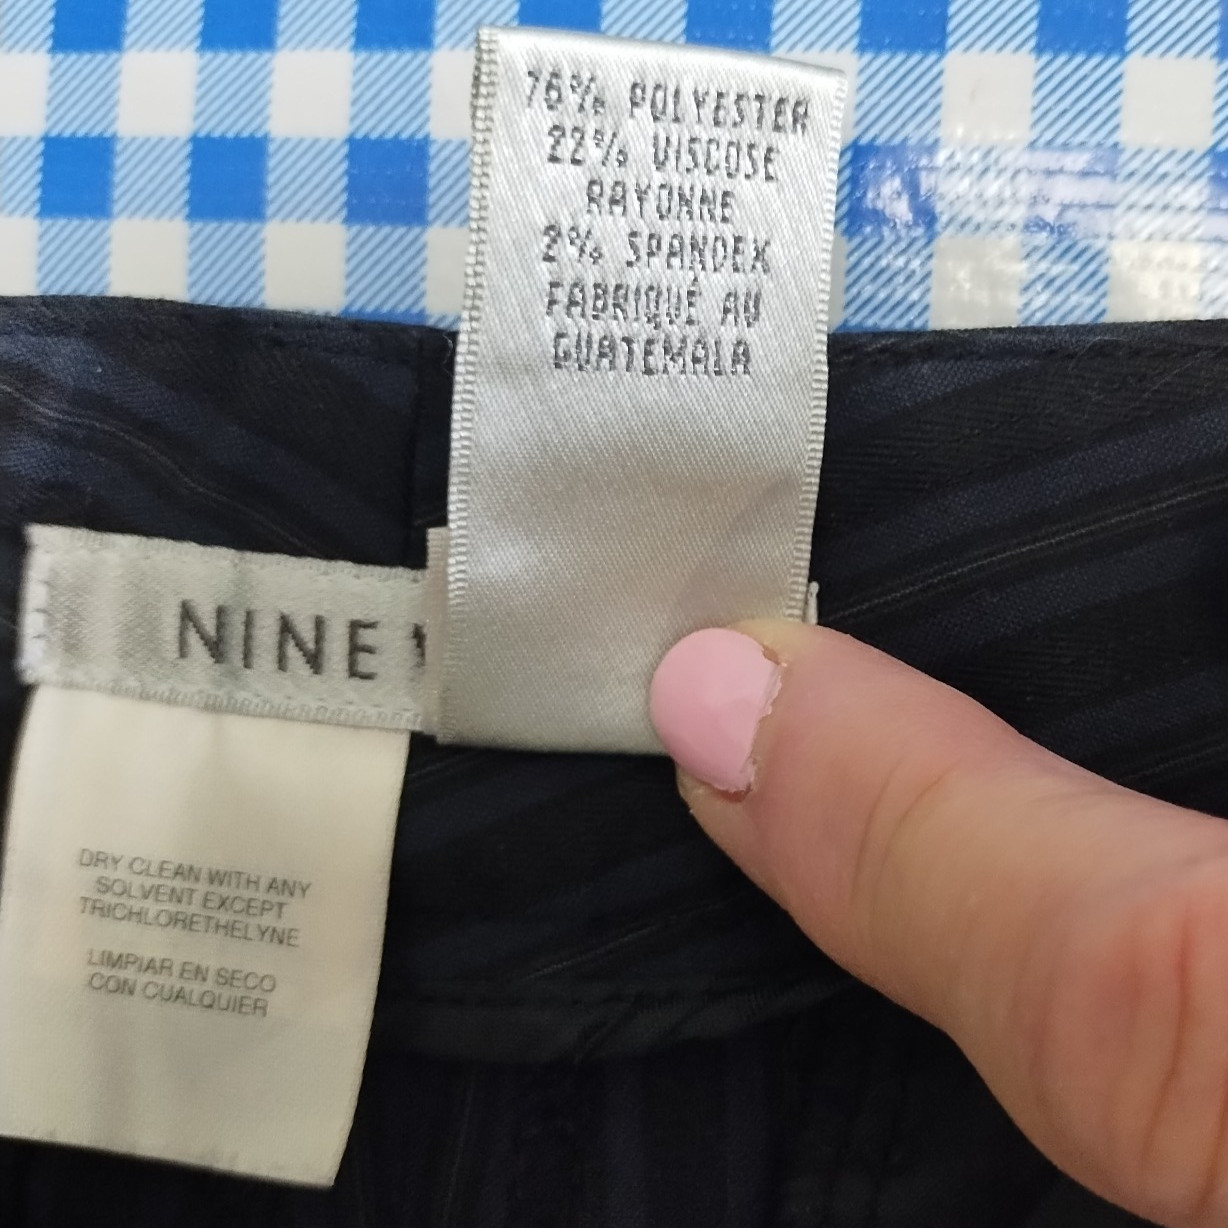 76% POLYESTER
22% VISCOSE
RAYONNE
2% SPANDEX
FABRIQUÉ AU
GUATEMALA
NINE
DRY CLEAN WITH ANY
SOLVENT EXCEPT
TRICHLORETHELYNE
LIMPIAR EN SECO
CON CUALQUIER